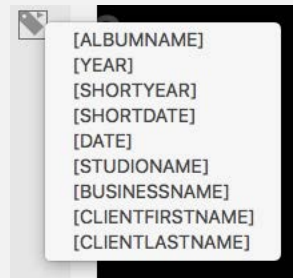 [ALBUMNAME]
[YEAR]
[SHORTYEAR]
[SHORTDATE]
[DATE]
[STUDIONAME]
[BUSINESSNAME]
[CLIENTFIRSTNAME]
[CLIENTLASTNAME]